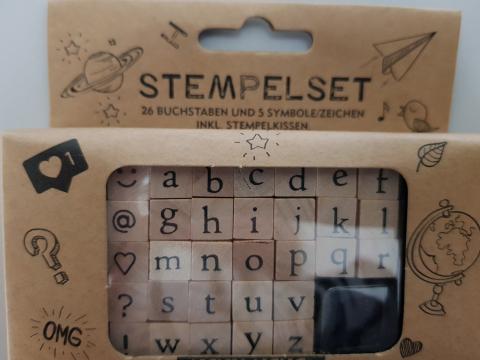 STEMPELSET
26 BUCHSTABEN UND 5 SYMBOLE/ZEICHEN
INKL. STEMPELKISSEN
1
a b c d e f
@ g h i j k l
m n o p q r
? s t u v
! w x y z
?
OMG